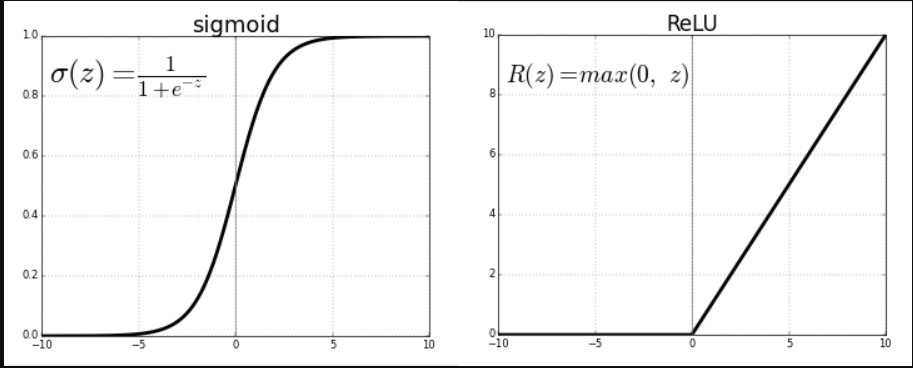 sigmoid
σ(z) = 1 / (1+e^{-z})
1.0
0.8
0.6
0.4
0.2
0.0
−10 −5 0 5 10
ReLU
R(z) = max(0, z)
10
8
6
4
2
0
−10 −5 0 5 10